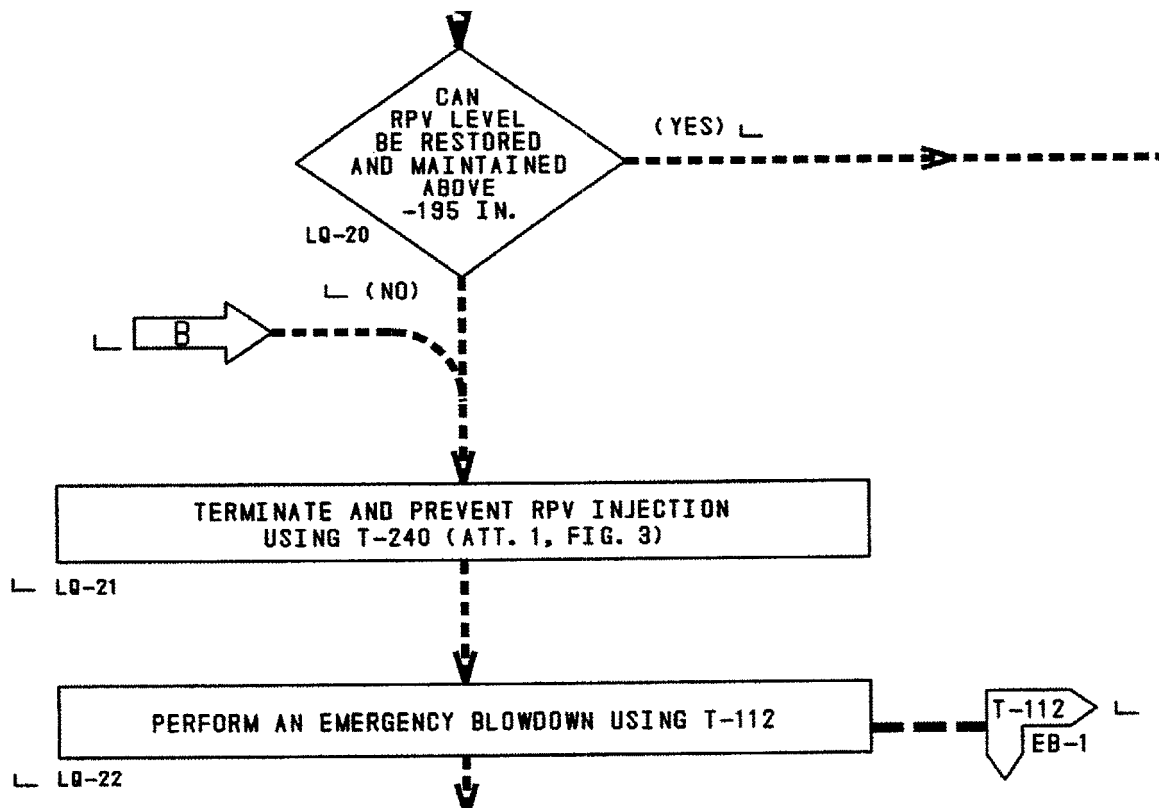 CAN
RPV LEVEL
BE RESTORED
AND MAINTAINED
ABOVE
-195 IN.
(YES)
LQ-20
(NO)
B
TERMINATE AND PREVENT RPV INJECTION
USING T-240 (ATT. 1, FIG. 3)
LQ-21
PERFORM AN EMERGENCY BLOWDOWN USING T-112
T-112
EB-1
LQ-22